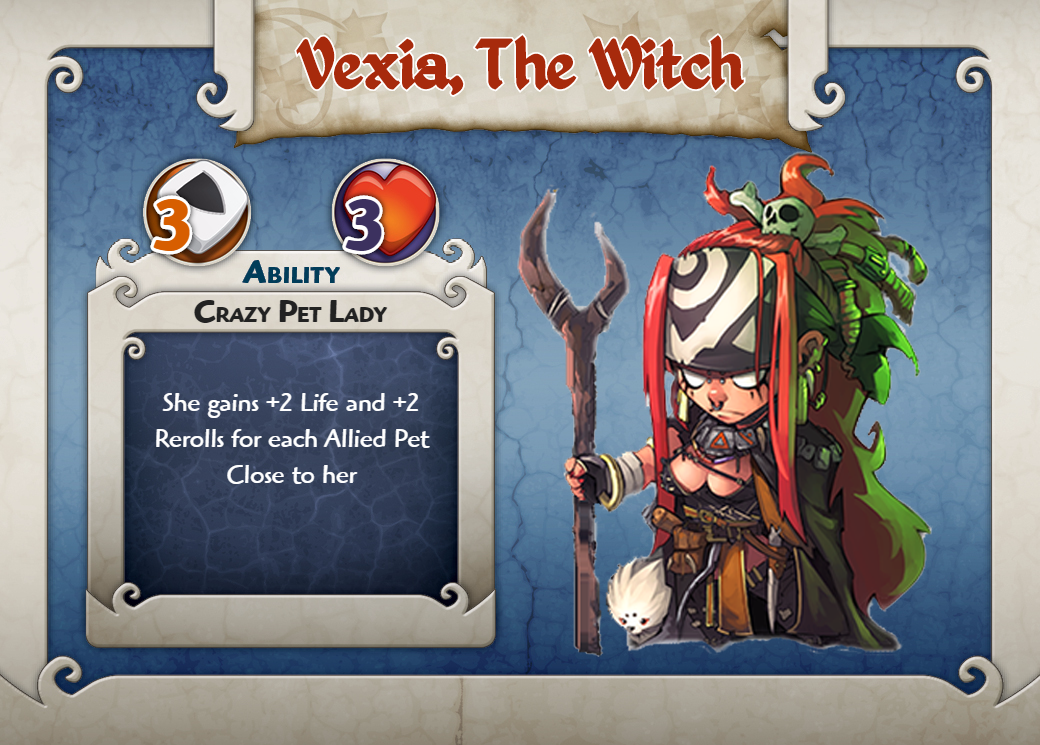 Vexia, The Witch
3
3
Ability
Crazy Pet Lady
She gains +2 Life and +2
Rerolls for each Allied Pet
Close to her